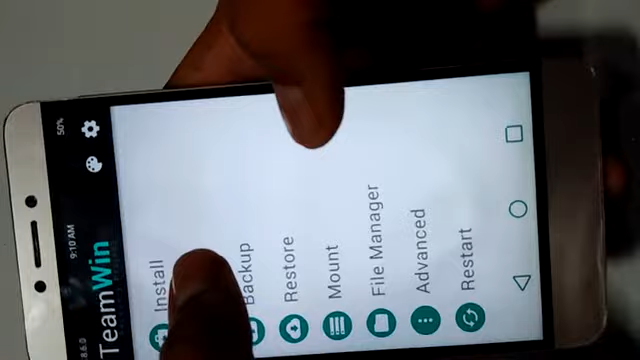 50%
9:10 AM
TeamWin
Install
Backup
Restore
Mount
File Manager
Advanced
Restart